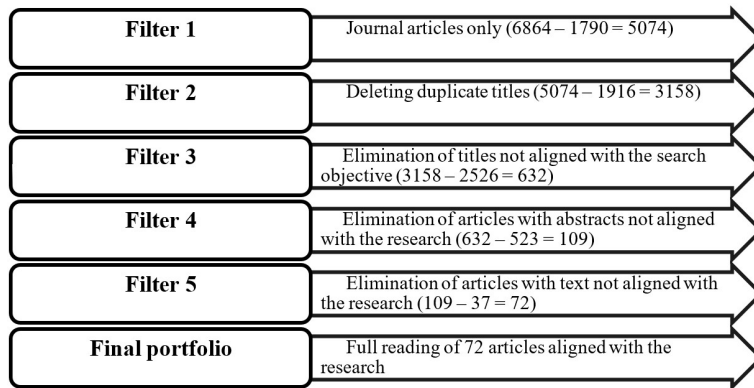 Filter 1
Journal articles only (6864 – 1790 = 5074)
Filter 2
Deleting duplicate titles (5074 – 1916 = 3158)
Filter 3
Elimination of titles not aligned with the search
objective (3158 – 2526 = 632)
Filter 4
Elimination of articles with abstracts not aligned
with the research (632 – 523 = 109)
Filter 5
Elimination of articles with text not aligned with
the research (109 – 37 = 72)
Final portfolio
Full reading of 72 articles aligned with the
research